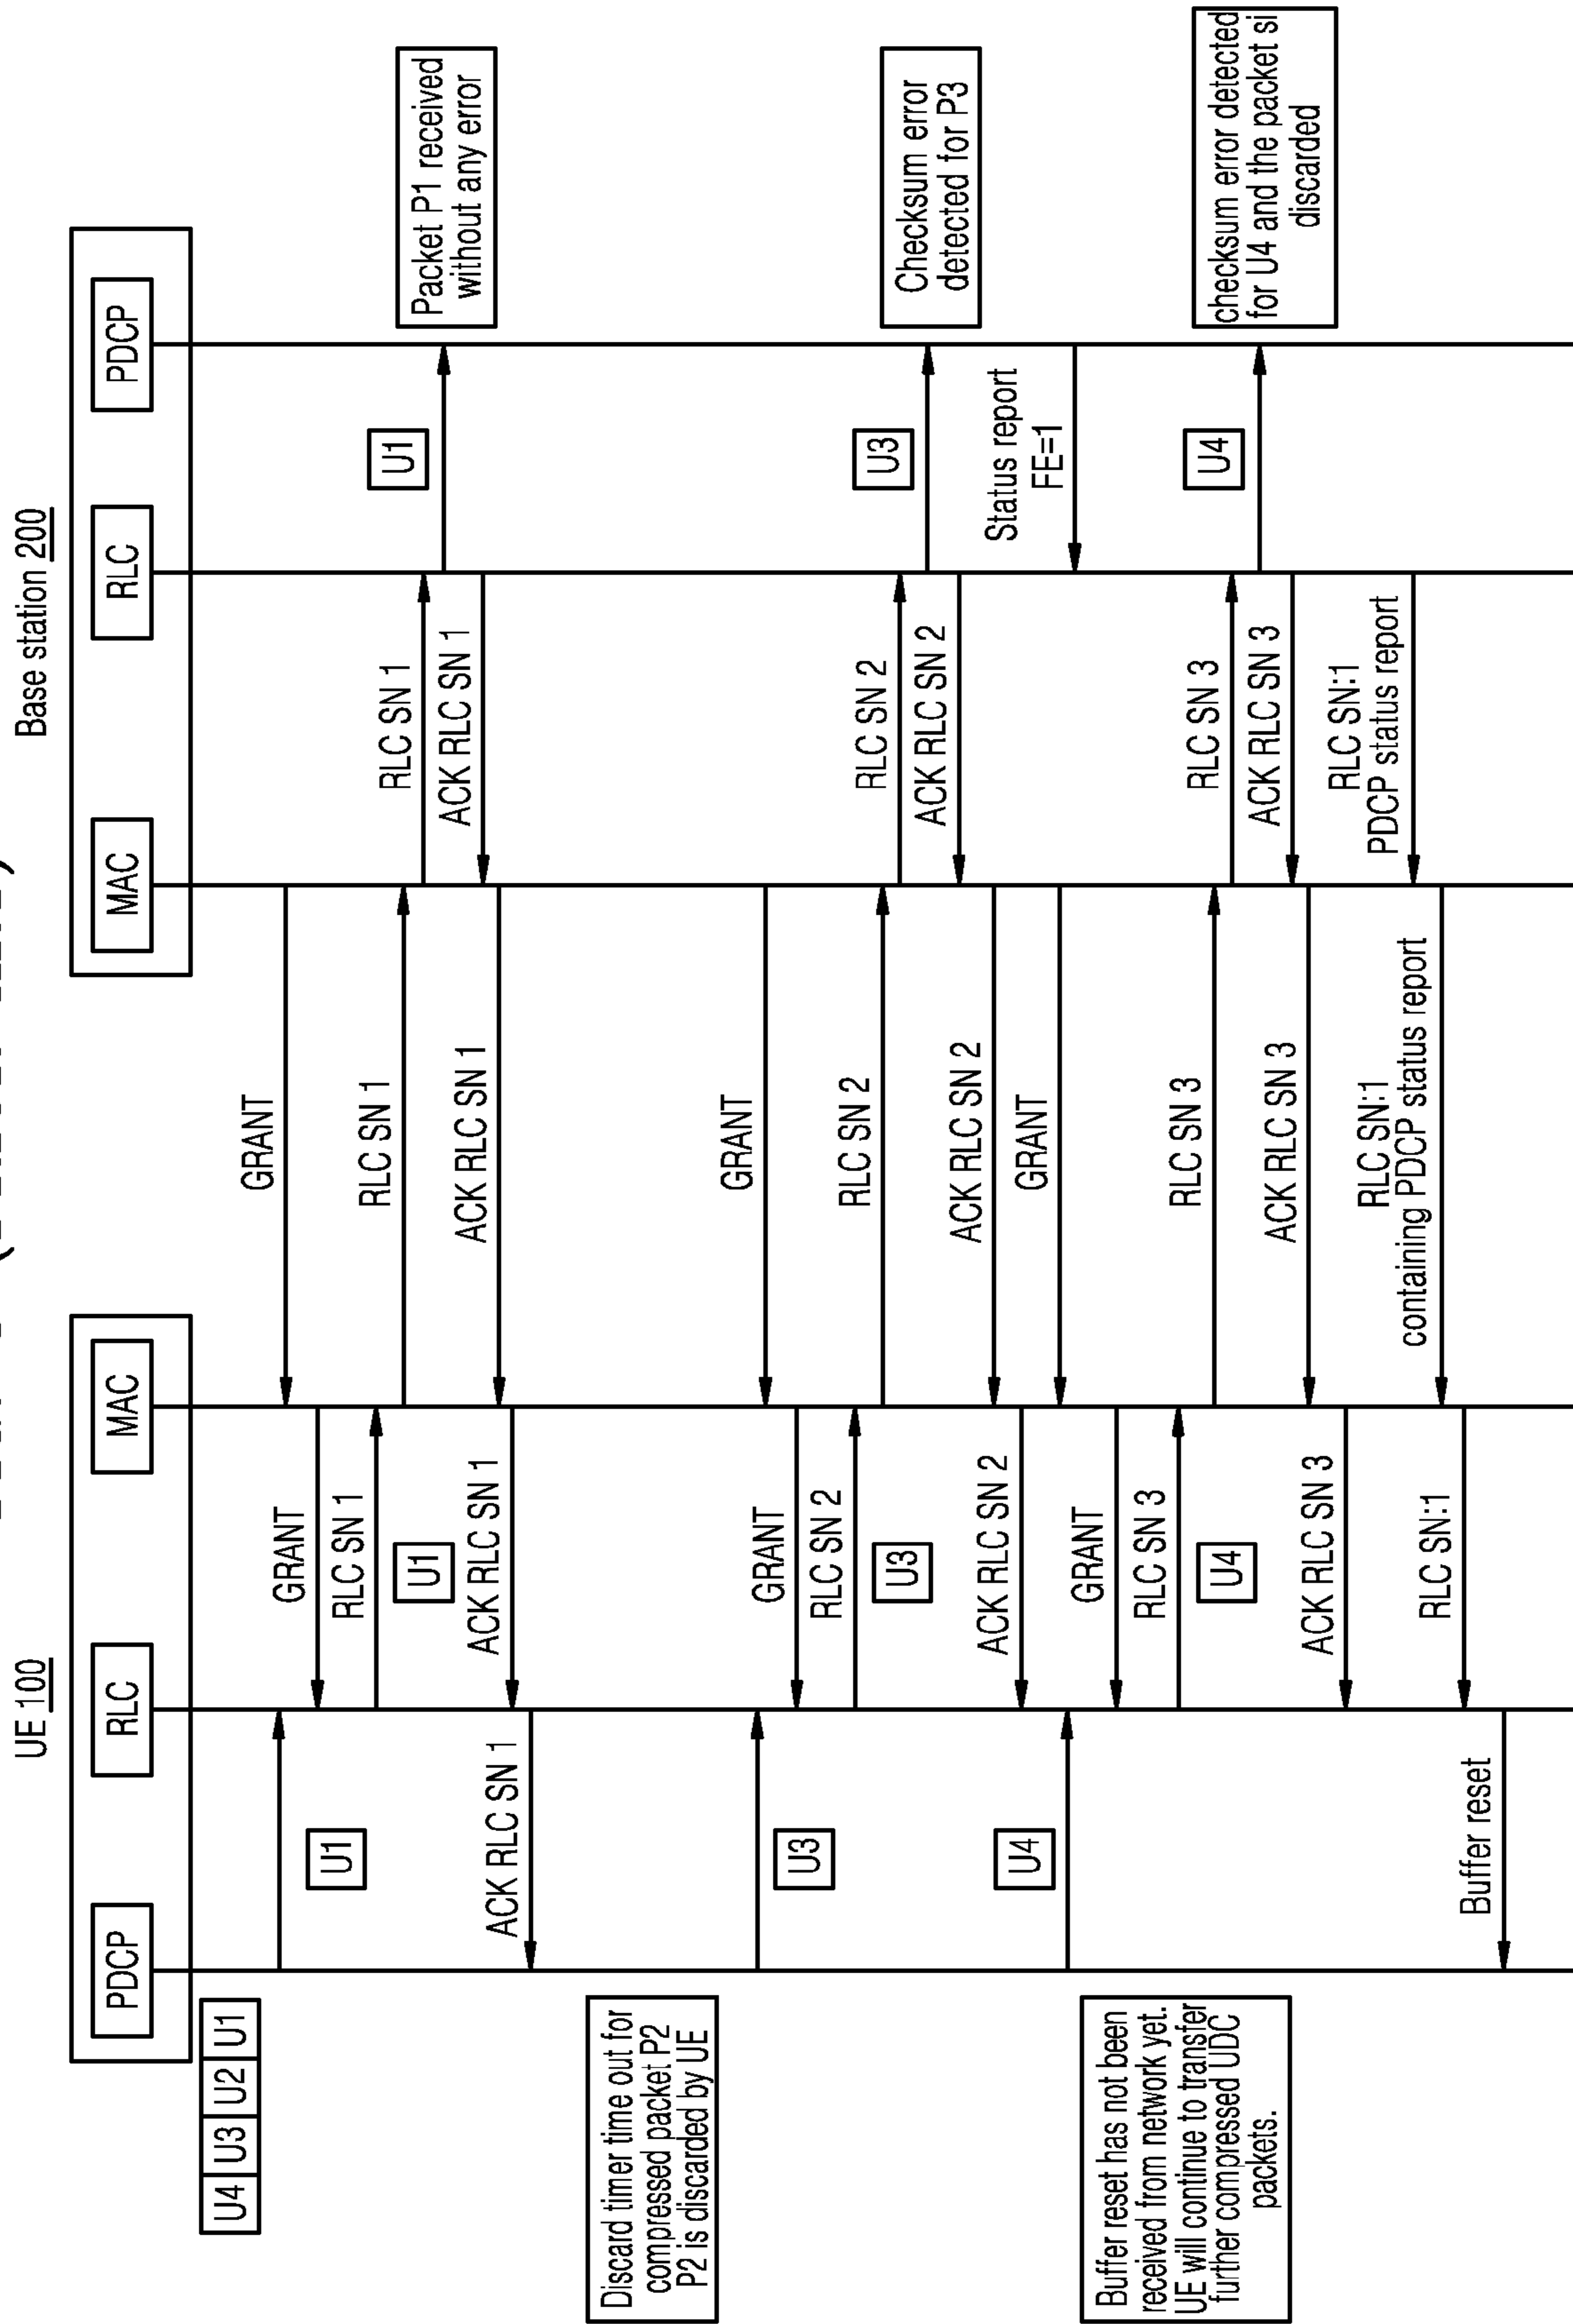 UE 100
Base station 200
PDCP
RLC
MAC
MAC
RLC
PDCP
U4 U3 U2 U1
GRANT
GRANT
U1
RLC SN 1
RLC SN 1
RLC SN 1
U1
U1
Packet P1 received
without any error
ACK RLC SN 1
ACK RLC SN 1
ACK RLC SN 1
ACK RLC SN 1
Discard timer time out for
compressed packet P2
P2 is discarded by UE
GRANT
GRANT
U3
RLC SN 2
RLC SN 2
RLC SN 2
U3
U3
Checksum error
detected for P3
ACK RLC SN 2
ACK RLC SN 2
ACK RLC SN 2
Status report
FE=1
U4
GRANT
GRANT
Buffer reset has not been
received from network yet.
UE will continue to transfer
further compressed UDC
packets.
RLC SN 3
RLC SN 3
RLC SN 3
U4
U4
checksum error detected
for U4 and the packet si
discarded
ACK RLC SN 3
ACK RLC SN 3
ACK RLC SN 3
RLC SN:1
PDCP status report
RLC SN:1
containing PDCP status report
RLC SN:1
Buffer reset